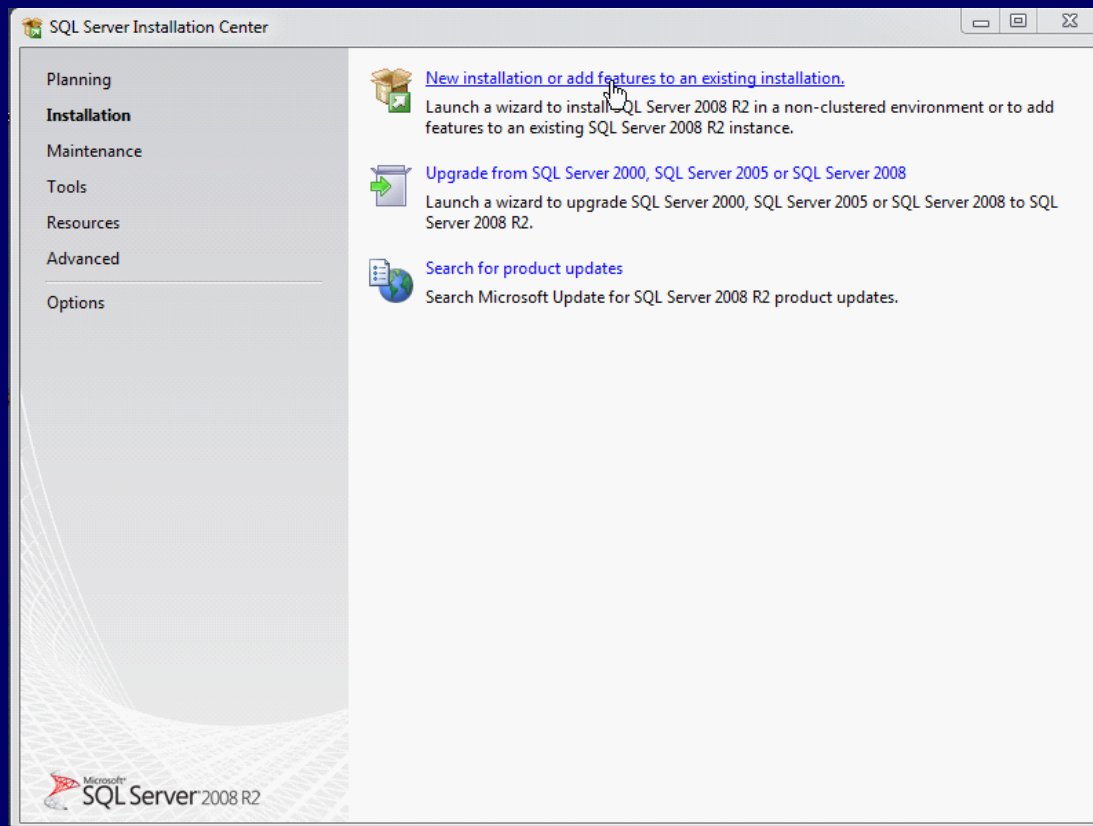 SQL Server Installation Center
Planning
Installation
Maintenance
Tools
Resources
Advanced
Options
New installation or add features to an existing installation.
Launch a wizard to install SQL Server 2008 R2 in a non-clustered environment or to add
features to an existing SQL Server 2008 R2 instance.
Upgrade from SQL Server 2000, SQL Server 2005 or SQL Server 2008
Launch a wizard to upgrade SQL Server 2000, SQL Server 2005 or SQL Server 2008 to SQL
Server 2008 R2.
Search for product updates
Search Microsoft Update for SQL Server 2008 R2 product updates.
Microsoft®
SQL Server® 2008 R2